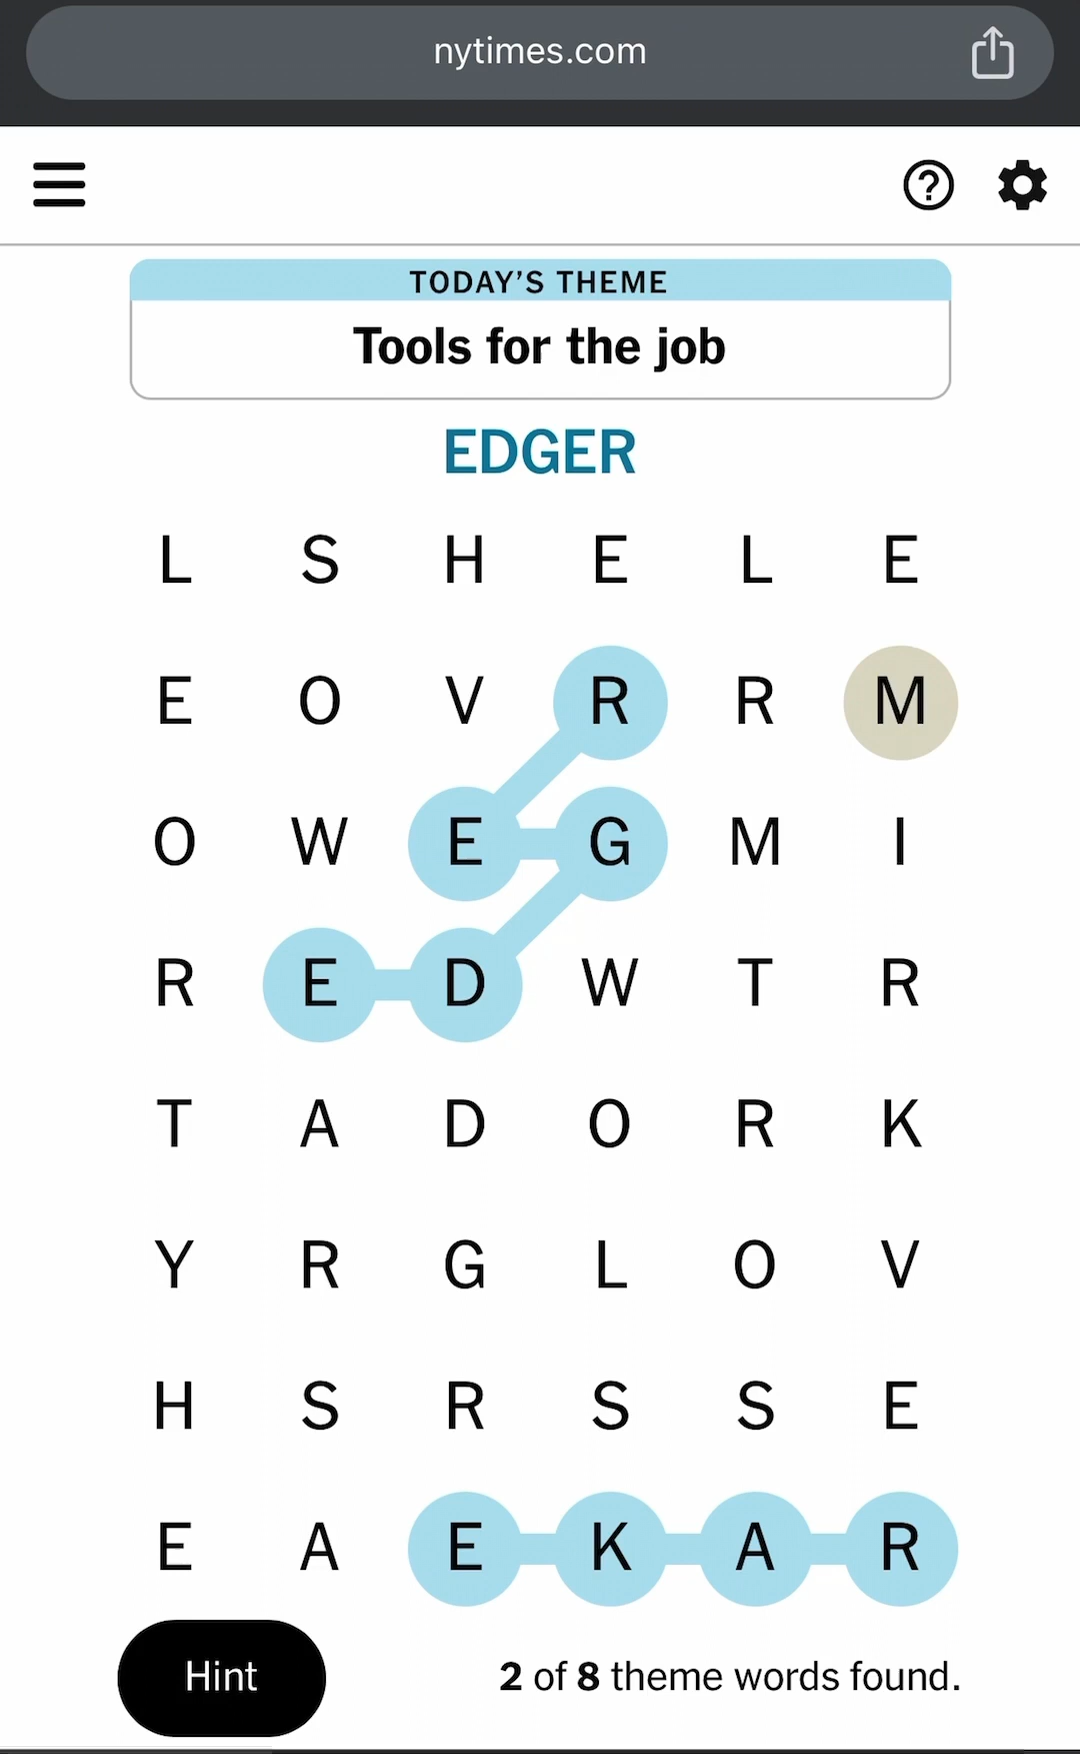 nytimes.com
TODAY’S THEME
Tools for the job
EDGER
L S H E L E
E O V R R M
O W E G M I
R E D W T R
T A D O R K
Y R G L O V
H S R S S E
E A E K A R
Hint
2 of 8 theme words found.